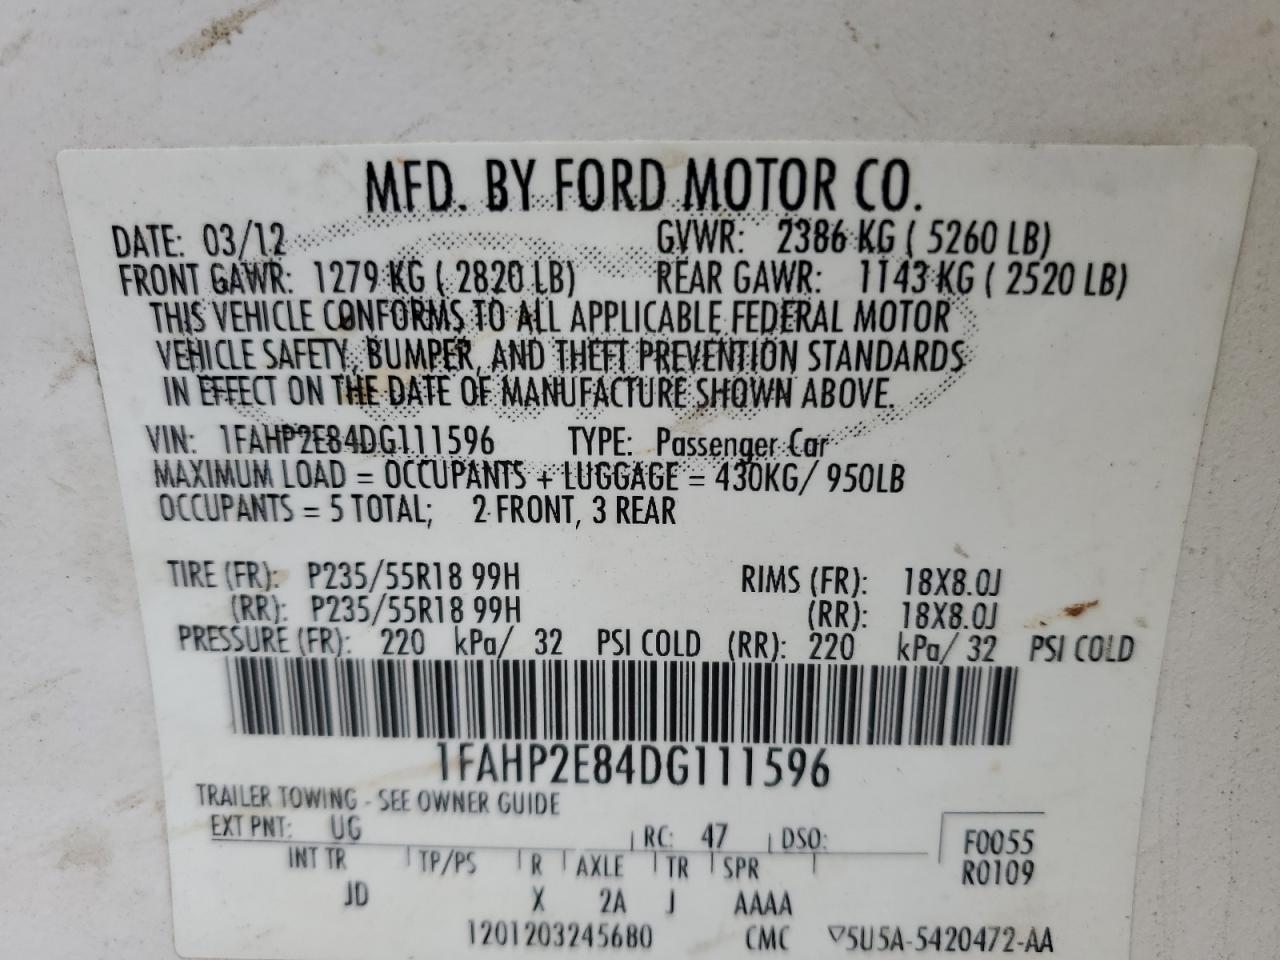 MFD. BY FORD MOTOR CO.
DATE: 03/12 GVWR: 2386 KG ( 5260 LB)
FRONT GAWR: 1279 KG ( 2820 LB) REAR GAWR: 1143 KG ( 2520 LB)
THIS VEHICLE CONFORMS TO ALL APPLICABLE FEDERAL MOTOR
VEHICLE SAFETY, BUMPER, AND THEFT PREVENTION STANDARDS
IN EFFECT ON THE DATE OF MANUFACTURE SHOWN ABOVE.
VIN: 1FAHP2E84DG111596 TYPE: Passenger Car
MAXIMUM LOAD = OCCUPANTS + LUGGAGE = 430KG/ 950LB
OCCUPANTS = 5 TOTAL; 2 FRONT, 3 REAR
TIRE (FR): P235/55R18 99H RIMS (FR): 18X8.0J
(RR): P235/55R18 99H (RR): 18X8.0J
PRESSURE (FR): 220 kPa/ 32 PSI COLD (RR): 220 kPa/ 32 PSI COLD
1FAHP2E84DG111596
TRAILER TOWING - SEE OWNER GUIDE
EXT PNT: UG RC: 47 DSO: F0055
INT TR TP/PS R AXLE TR SPR R0109
JD X 2A J AAAA
1201203245680 CMC ▽5U5A-5420472-AA